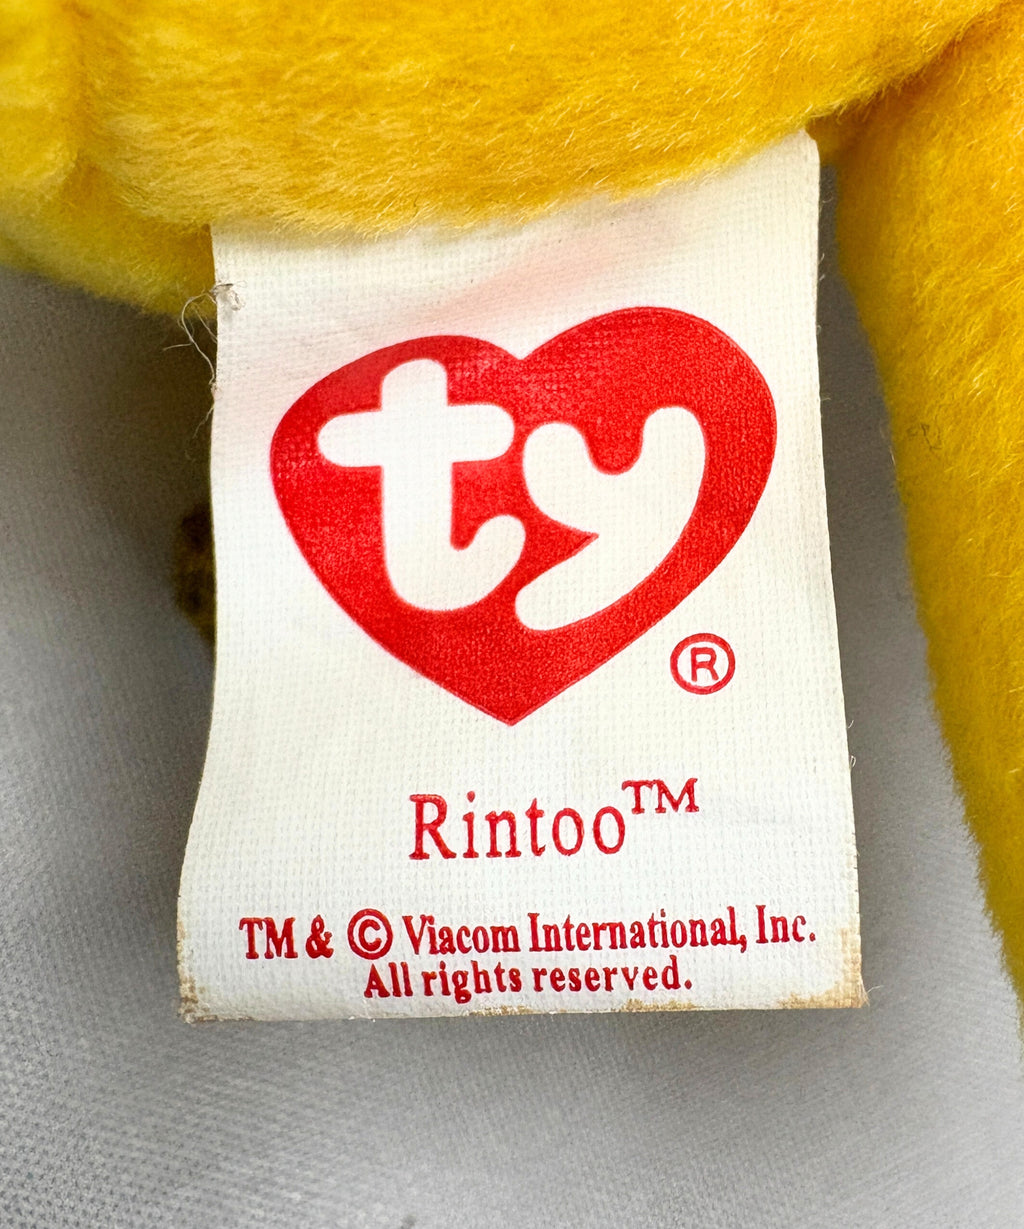 ty
®
Rintoo™
TM & © Viacom International, Inc.
All rights reserved.